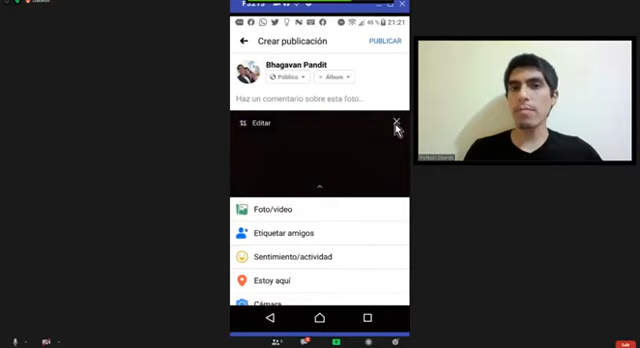 21:21
Crear publicación
PUBLICAR
Bhagavan Pandit
Público
+ Álbum
Haz un comentario sobre esta foto...
Editar
Foto/video
Etiquetar amigos
Sentimiento/actividad
Estoy aquí
Cámara
Salir